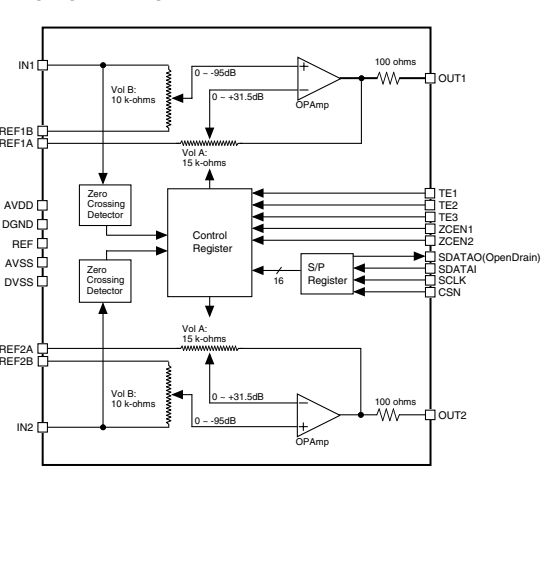 IN1
REF1B
REF1A
Vol B:
10 k-ohms
0 ~ -95dB
0 ~ +31.5dB
OPAmp
100 ohms
OUT1
Vol A:
15 k-ohms
AVDD
DGND
REF
AVSS
DVSS
Zero
Crossing
Detector
Zero
Crossing
Detector
Control
Register
TE1
TE2
TE3
ZCEN1
ZCEN2
SDATAO(OpenDrain)
SDATAI
SCLK
CSN
S/P
Register
16
REF2A
REF2B
IN2
Vol A:
15 k-ohms
Vol B:
10 k-ohms
0 ~ +31.5dB
0 ~ -95dB
OPAmp
100 ohms
OUT2